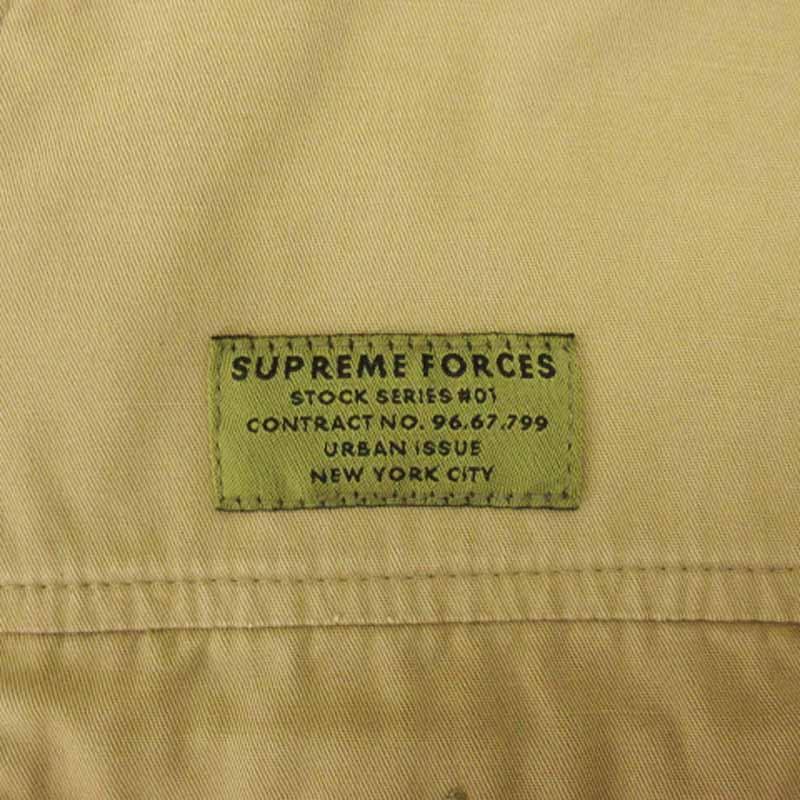 SUPREME FORCES
STOCK SERIES #01
CONTRACT NO. 96.67.799
URBAN ISSUE
NEW YORK CITY